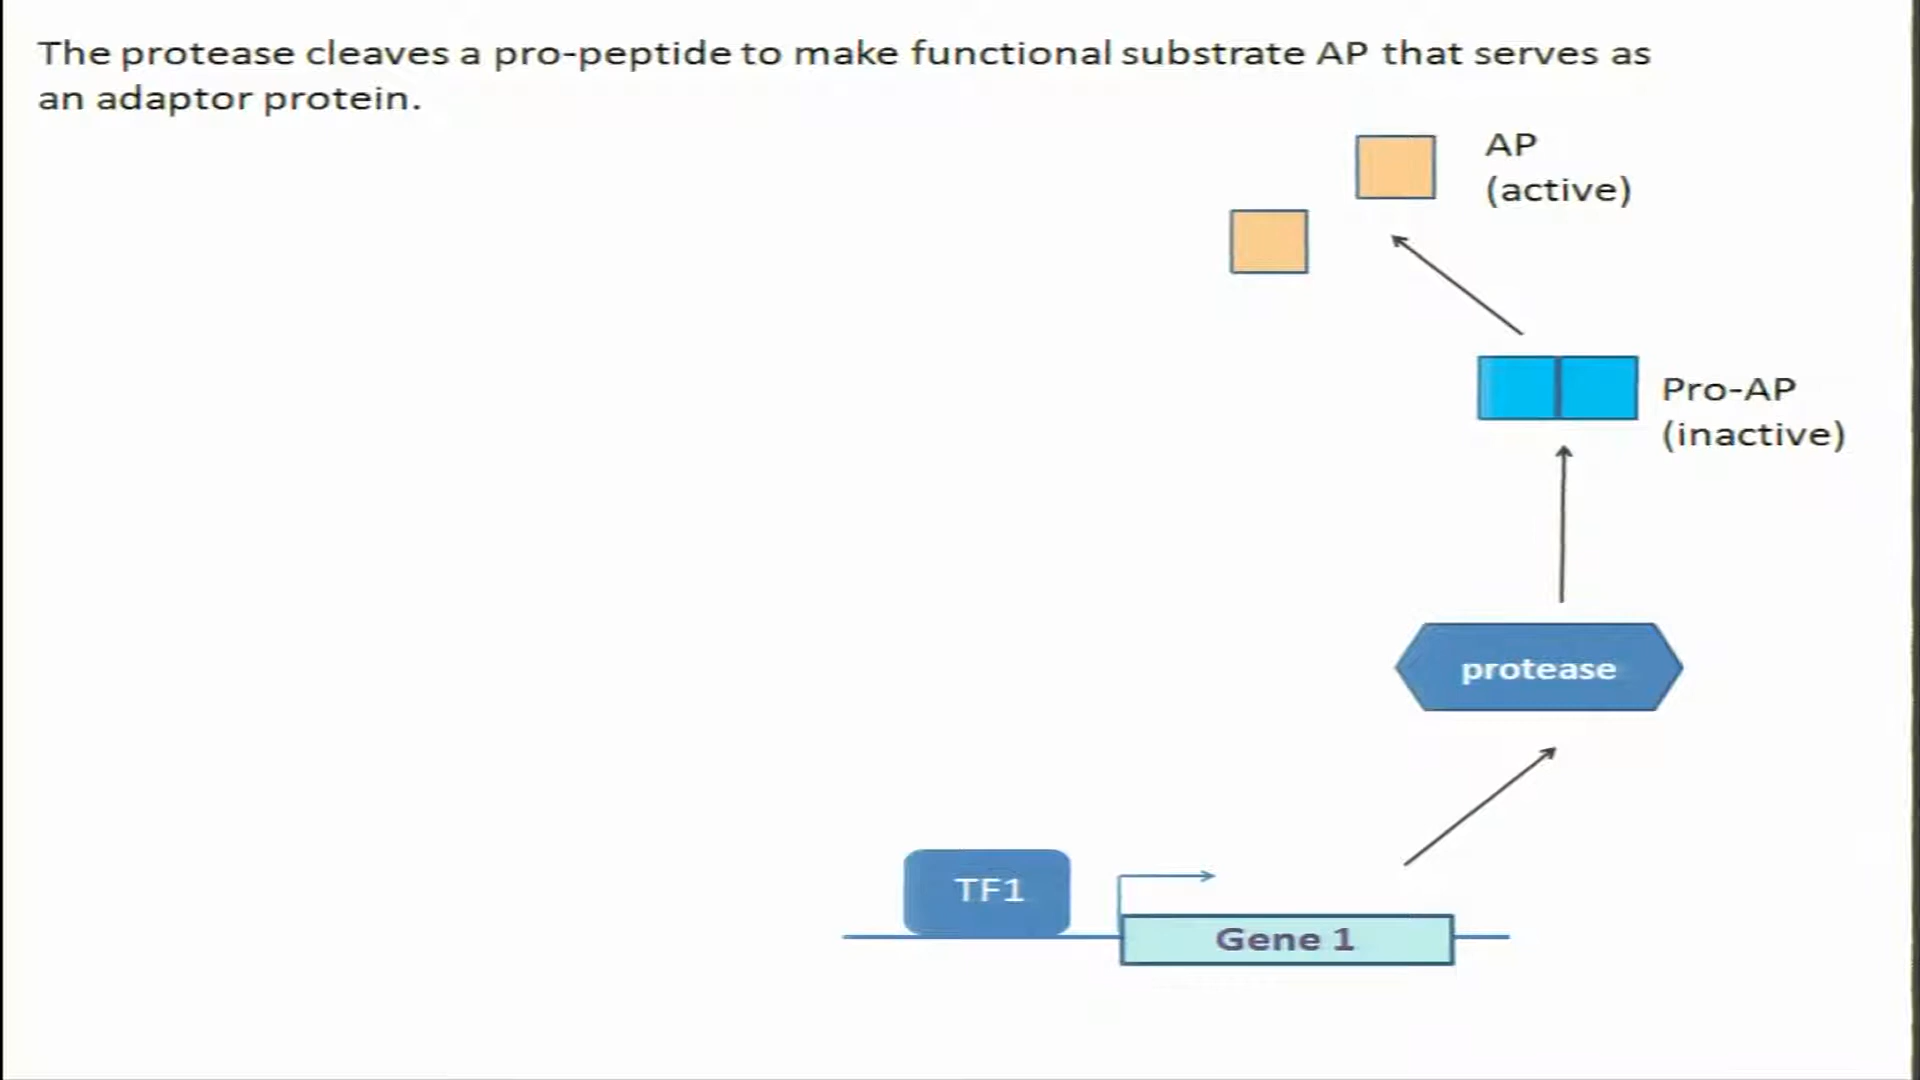 The protease cleaves a pro-peptide to make functional substrate AP that serves as
an adaptor protein.
AP
(active)
Pro-AP
(inactive)
protease
TF1
Gene 1